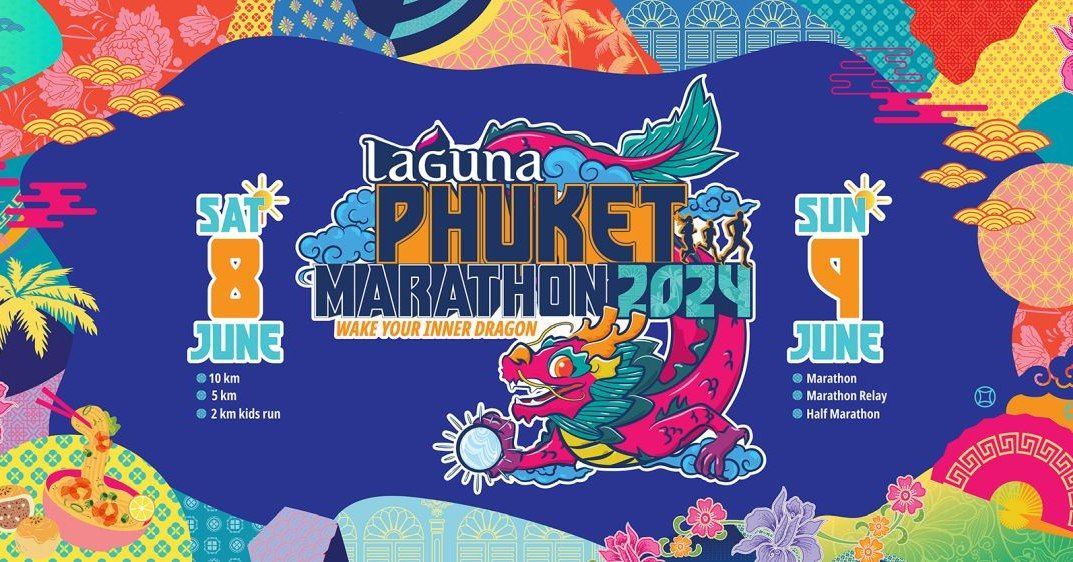 Laguna
PHUKET
MARATHON 2024
WAKE YOUR INNER DRAGON
SAT
8
JUNE
10 km
5 km
2 km kids run
SUN
9
JUNE
Marathon
Marathon Relay
Half Marathon